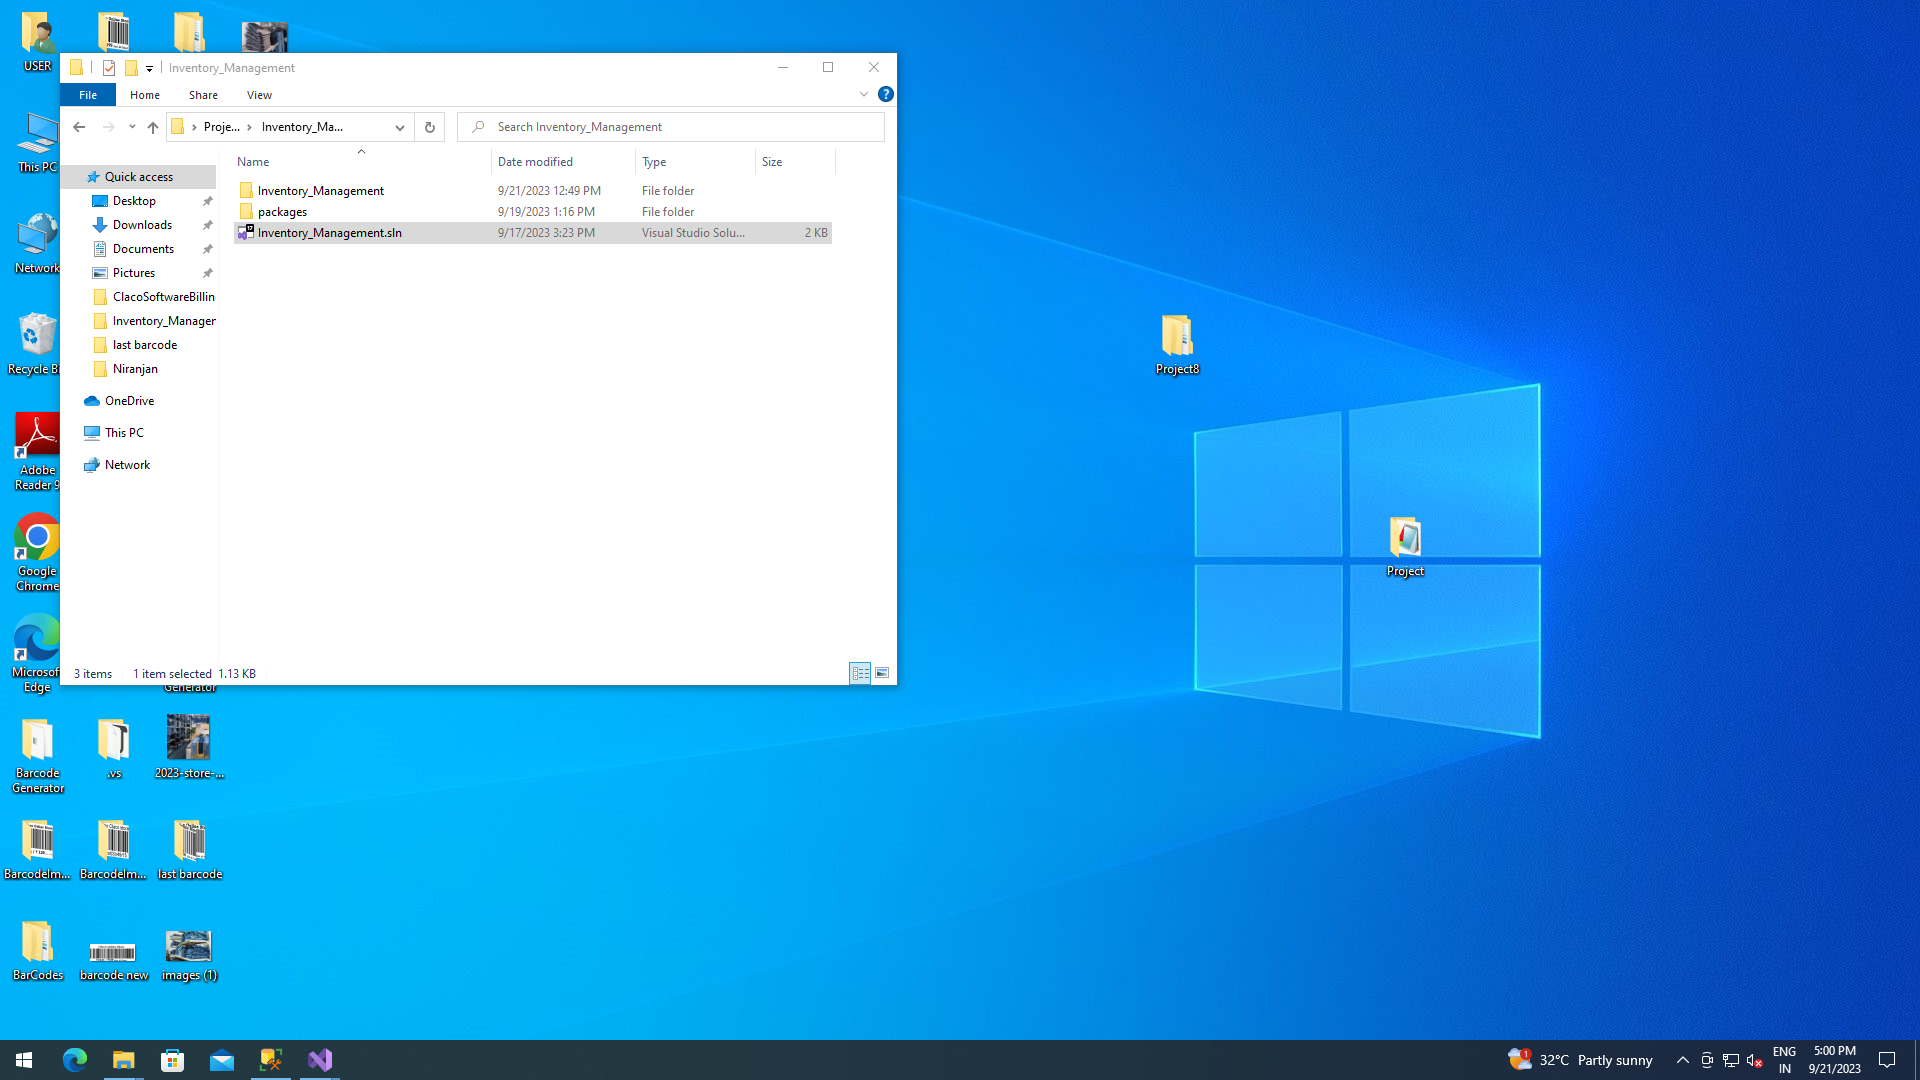 USER
This PC
Network
Recycle Bi
Adobe
Reader 9
Google
Chrome
Microsof
Edge
Inventory_Management
File
Home
Share
View
Proje...
Inventory_Ma...
Search Inventory_Management
Name
Date modified
Type
Size
Inventory_Management
9/21/2023 12:49 PM
File folder
packages
9/19/2023 1:16 PM
File folder
Inventory_Management.sln
9/17/2023 3:23 PM
Visual Studio Solu...
2 KB
Quick access
Desktop
Downloads
Documents
Pictures
ClacoSoftwareBillin
Inventory_Manager
last barcode
Niranjan
OneDrive
This PC
Network
3 items
1 item selected 1.13 KB
Generator
Project8
Project
Barcode
Generator
.vs
2023-store-...
BarcodeIm...
BarcodeIm...
last barcode
BarCodes
barcode new
images (1)
32°C Partly sunny
ENG
IN
5:00 PM
9/21/2023